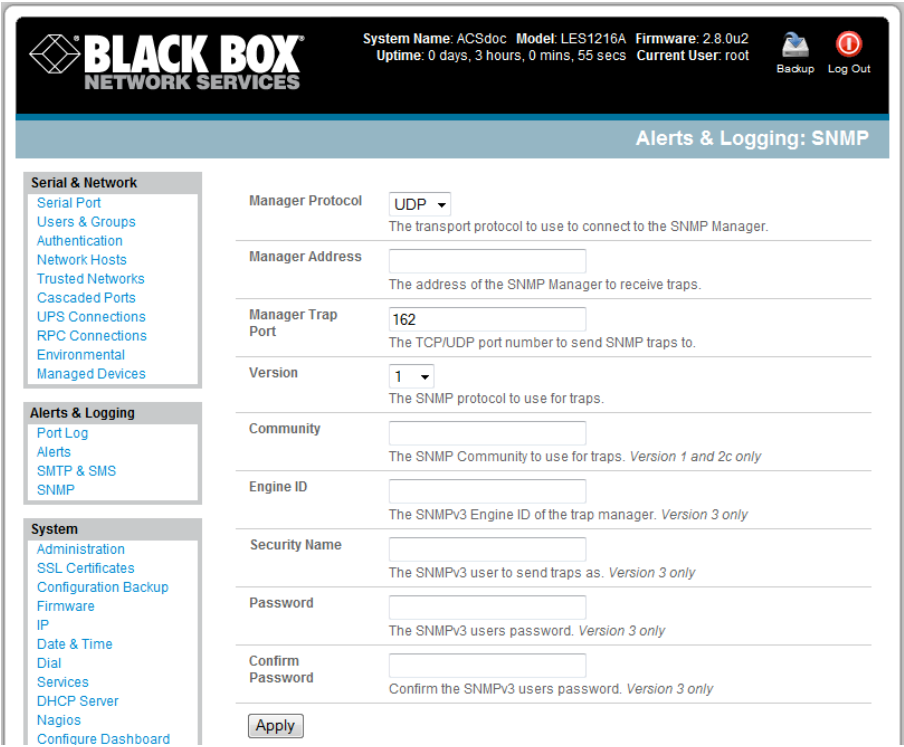 BLACK BOX
NETWORK SERVICES
System Name: ACSdoc Model: LES1216A Firmware: 2.8.0u2
Uptime: 0 days, 3 hours, 0 mins, 55 secs Current User: root
Backup
Log Out
Alerts & Logging: SNMP
Serial & Network
Serial Port
Users & Groups
Authentication
Network Hosts
Trusted Networks
Cascaded Ports
UPS Connections
RPC Connections
Environmental
Managed Devices
Alerts & Logging
Port Log
Alerts
SMTP & SMS
SNMP
System
Administration
SSL Certificates
Configuration Backup
Firmware
IP
Date & Time
Dial
Services
DHCP Server
Nagios
Configure Dashboard
Manager Protocol
UDP
The transport protocol to use to connect to the SNMP Manager.
Manager Address
The address of the SNMP Manager to receive traps.
Manager Trap
Port
162
The TCP/UDP port number to send SNMP traps to.
Version
1
The SNMP protocol to use for traps.
Community
The SNMP Community to use for traps. Version 1 and 2c only
Engine ID
The SNMPv3 Engine ID of the trap manager. Version 3 only
Security Name
The SNMPv3 user to send traps as. Version 3 only
Password
The SNMPv3 users password. Version 3 only
Confirm
Password
Confirm the SNMPv3 users password. Version 3 only
Apply